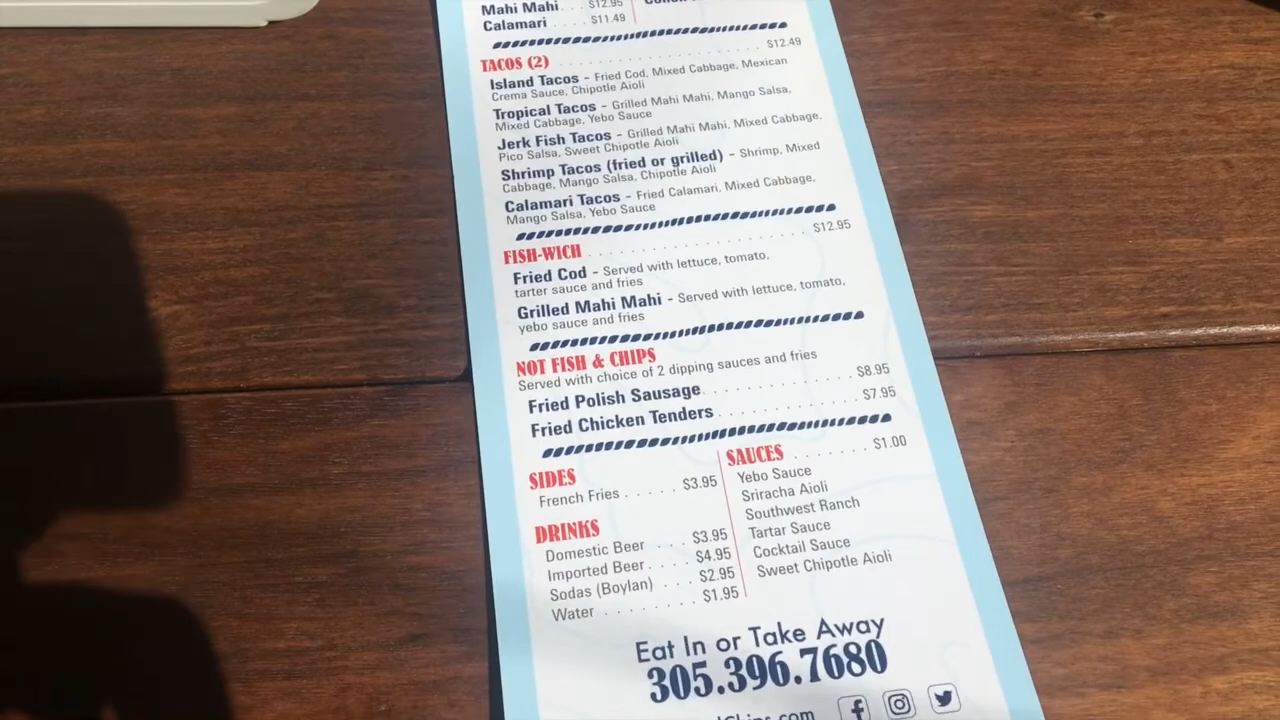 Mahi Mahi . . . $12.95
Calamari . . . . $11.49
TACOS (2) . . . . . . . . . . . . . . . . . . . . . . . $12.49
Island Tacos - Fried Cod, Mixed Cabbage, Mexican
Crema Sauce, Chipotle Aioli
Tropical Tacos - Grilled Mahi Mahi, Mango Salsa,
Mixed Cabbage, Yebo Sauce
Jerk Fish Tacos - Grilled Mahi Mahi, Mixed Cabbage,
Pico Salsa, Sweet Chipotle Aioli
Shrimp Tacos (fried or grilled) - Shrimp, Mixed
Cabbage, Mango Salsa, Chipotle Aioli
Calamari Tacos - Fried Calamari, Mixed Cabbage,
Mango Salsa, Yebo Sauce
FISH-WICH . . . . . . . . . . . . . . . . . . . . . . . $12.95
Fried Cod - Served with lettuce, tomato,
tarter sauce and fries
Grilled Mahi Mahi - Served with lettuce, tomato,
yebo sauce and fries
NOT FISH & CHIPS
Served with choice of 2 dipping sauces and fries
Fried Polish Sausage. . . . . . . . . . . . . $8.95
Fried Chicken Tenders . . . . . . . . . . . . $7.95
SIDES
French Fries . . . . . $3.95
DRINKS
Domestic Beer . . . . $3.95
Imported Beer . . . . $4.95
Sodas (Boylan) . . . . $2.95
Water . . . . . . . . . $1.95
SAUCES . . . . . . . $1.00
Yebo Sauce
Sriracha Aioli
Southwest Ranch
Tartar Sauce
Cocktail Sauce
Sweet Chipotle Aioli
Eat In or Take Away
305.396.7680